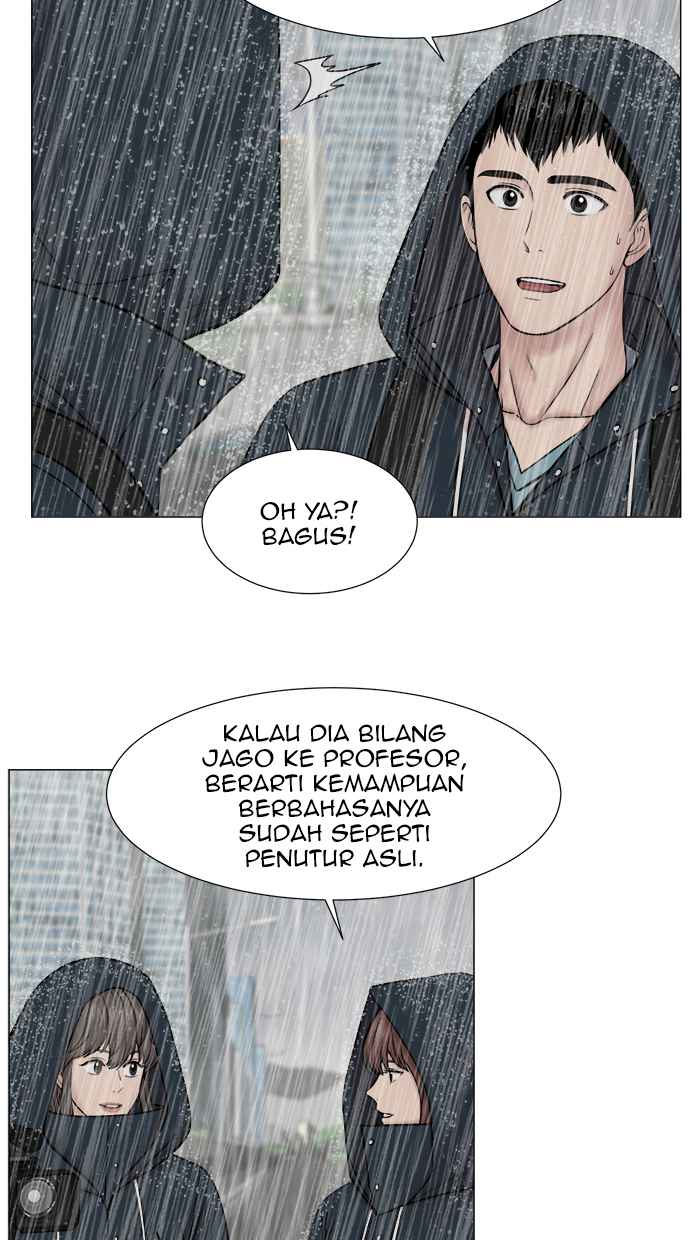 OH YA?!
BAGUS!
KALAU DIA BILANG
JAGO KE PROFESOR,
BERARTI KEMAMPUAN
BERBAHASANYA
SUDAH SEPERTI
PENUTUR ASLI.